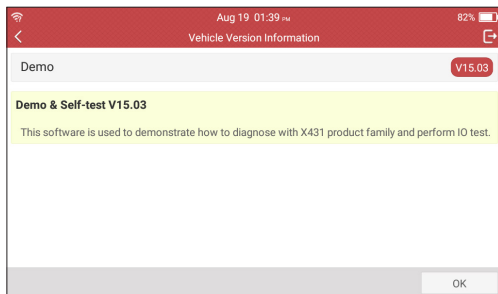 Aug 19 01:39 PM
82%
Vehicle Version Information
Demo
V15.03
Demo & Self-test V15.03
This software is used to demonstrate how to diagnose with X431 product family and perform IO test.
OK